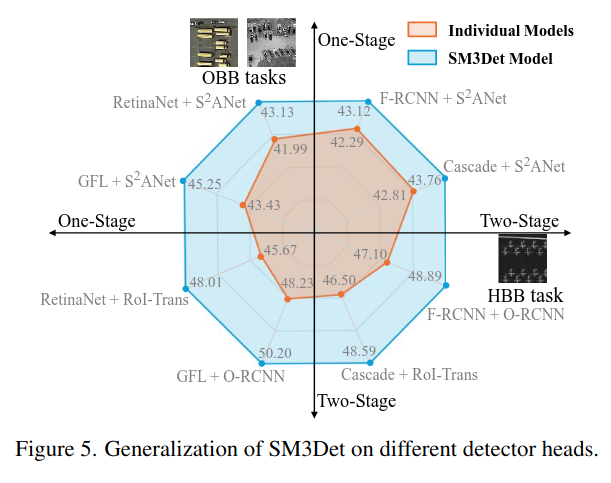 One-Stage
Individual Models
SM3Det Model
OBB tasks
RetinaNet + S²ANet
43.13
43.12
F-RCNN + S²ANet
41.99
42.29
GFL + S²ANet
45.25
43.43
42.81
43.76
Cascade + S²ANet
One-Stage
Two-Stage
45.67
47.10
48.01
48.23
46.50
48.89
HBB task
RetinaNet + RoI-Trans
F-RCNN + O-RCNN
50.20
48.59
GFL + O-RCNN
Cascade + RoI-Trans
Two-Stage
Figure 5. Generalization of SM3Det on different detector heads.